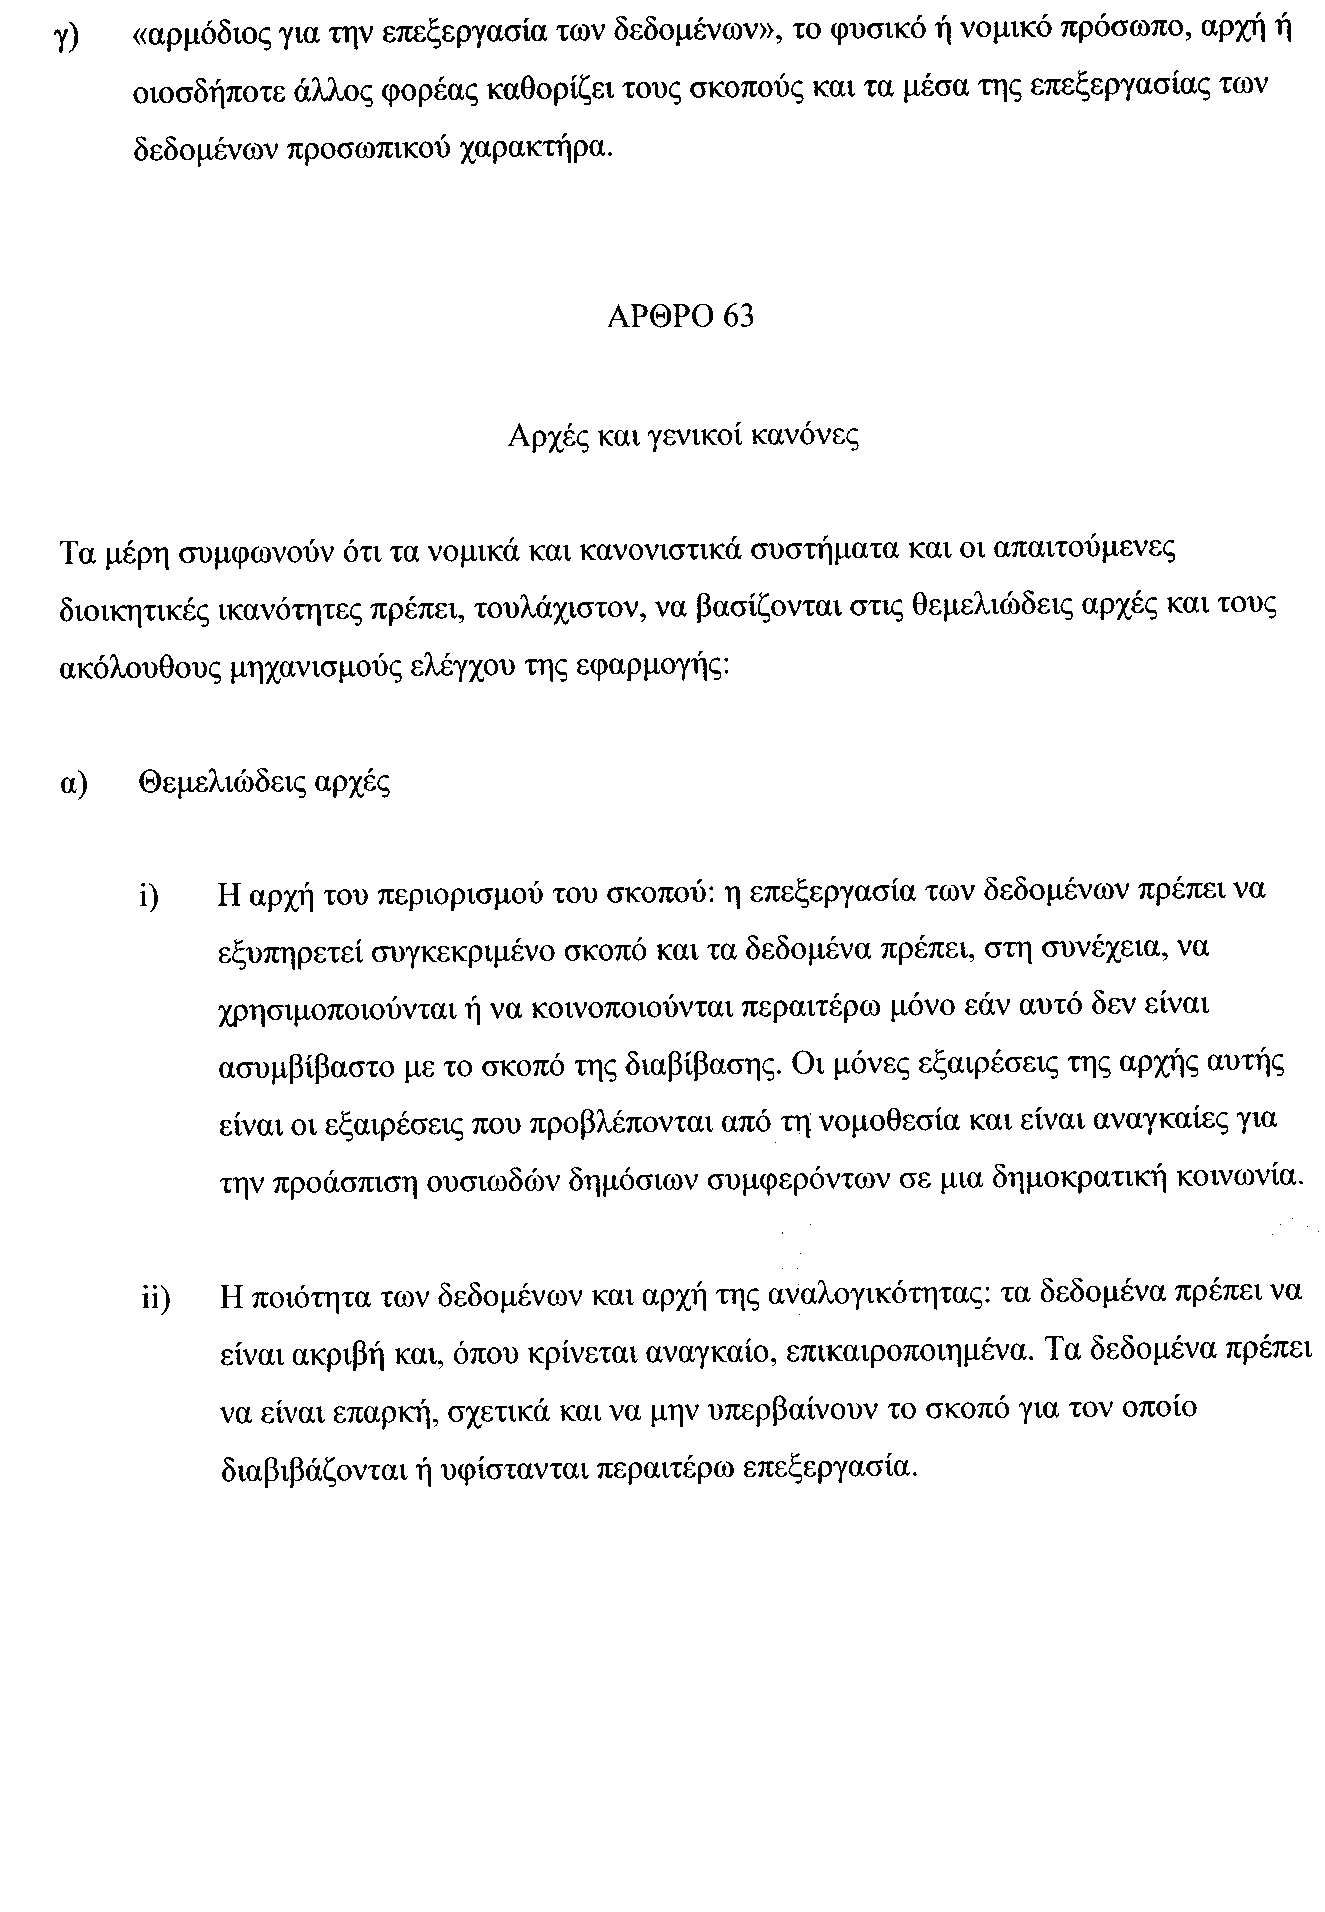 γ) «αρμόδιος για την επεξεργασία των δεδομένων», το φυσικό ή νομικό πρόσωπο, αρχή ή
οιοσδήποτε άλλος φορέας καθορίζει τους σκοπούς και τα μέσα της επεξεργασίας των
δεδομένων προσωπικού χαρακτήρα.
ΑΡΘΡΟ 63
Αρχές και γενικοί κανόνες
Τα μέρη συμφωνούν ότι τα νομικά και κανονιστικά συστήματα και οι απαιτούμενες
διοικητικές ικανότητες πρέπει, τουλάχιστον, να βασίζονται στις θεμελιώδεις αρχές και τους
ακόλουθους μηχανισμούς ελέγχου της εφαρμογής:
α) Θεμελιώδεις αρχές
i) Η αρχή του περιορισμού του σκοπού: η επεξεργασία των δεδομένων πρέπει να
εξυπηρετεί συγκεκριμένο σκοπό και τα δεδομένα πρέπει, στη συνέχεια, να
χρησιμοποιούνται ή να κοινοποιούνται περαιτέρω μόνο εάν αυτό δεν είναι
ασυμβίβαστο με το σκοπό της διαβίβασης. Οι μόνες εξαιρέσεις της αρχής αυτής
είναι οι εξαιρέσεις που προβλέπονται από τη νομοθεσία και είναι αναγκαίες για
την προάσπιση ουσιωδών δημόσιων συμφερόντων σε μια δημοκρατική κοινωνία.
ii) Η ποιότητα των δεδομένων και αρχή της αναλογικότητας: τα δεδομένα πρέπει να
είναι ακριβή και, όπου κρίνεται αναγκαίο, επικαιροποιημένα. Τα δεδομένα πρέπει
να είναι επαρκή, σχετικά και να μην υπερβαίνουν το σκοπό για τον οποίο
διαβιβάζονται ή υφίστανται περαιτέρω επεξεργασία.